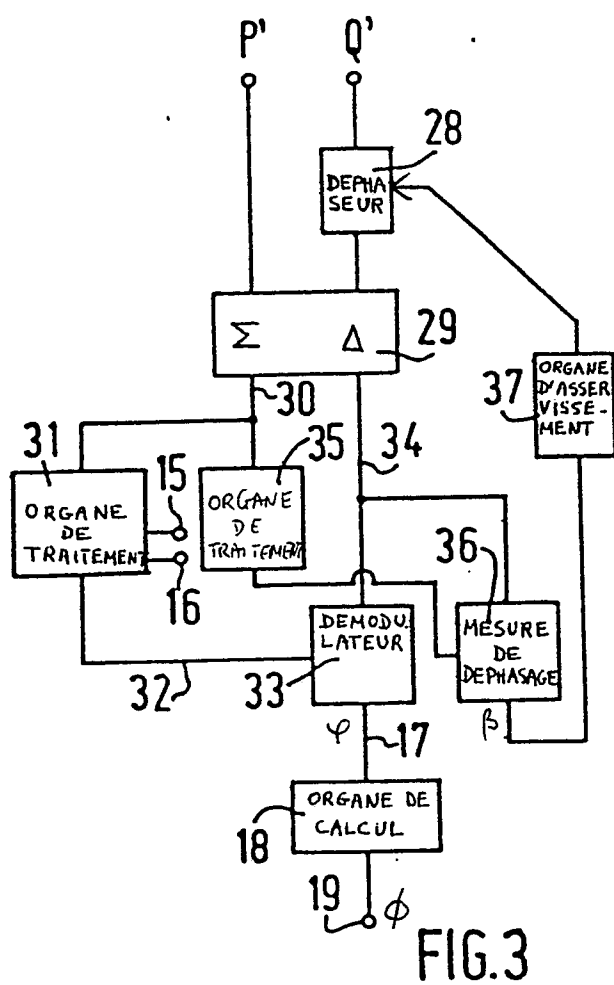 P' Q'
28
DEPHA
SEUR
Σ Δ 29
30
37
ORGANE
D'ASSER
VISSE-
MENT
31
ORGANE
DE
TRAITEMENT
15
16
35
ORGANE
DE
TRAITEMENT
34
36
MESURE
DE
DEPHASAGE
32
DEMODU.
LATEUR
33
φ 17
β
ORGANE DE
CALCUL
18
19 ϕ
FIG.3